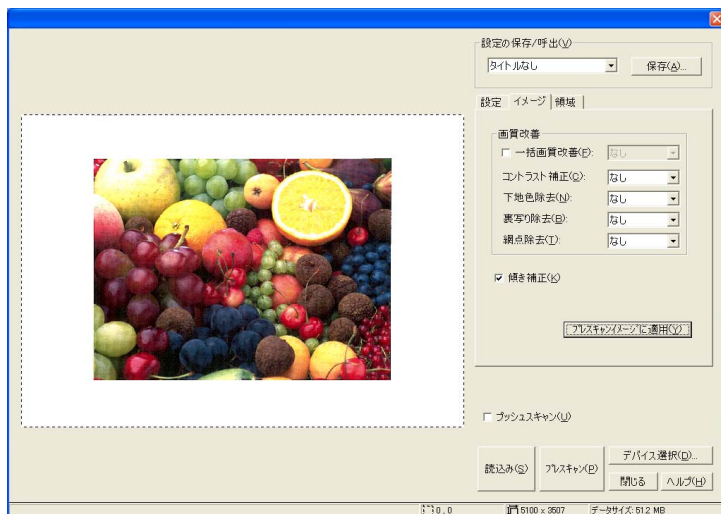 設定の保存/呼出(V)
タイトルなし
保存(A)...
設定 イメージ 領域
画質改善
一括画質改善(F): なし
コントラスト補正(C): なし
下地色除去(N): なし
裏写り除去(B): なし
網点除去(T): なし
傾き補正(K)
プレスキャンイメージに適用(Y)
プッシュスキャン(U)
読込み(S)
プレスキャン(P)
デバイス選択(D)...
閉じる
ヘルプ(H)
0 , 0
5100 x 3507
データサイズ: 51.2 MB